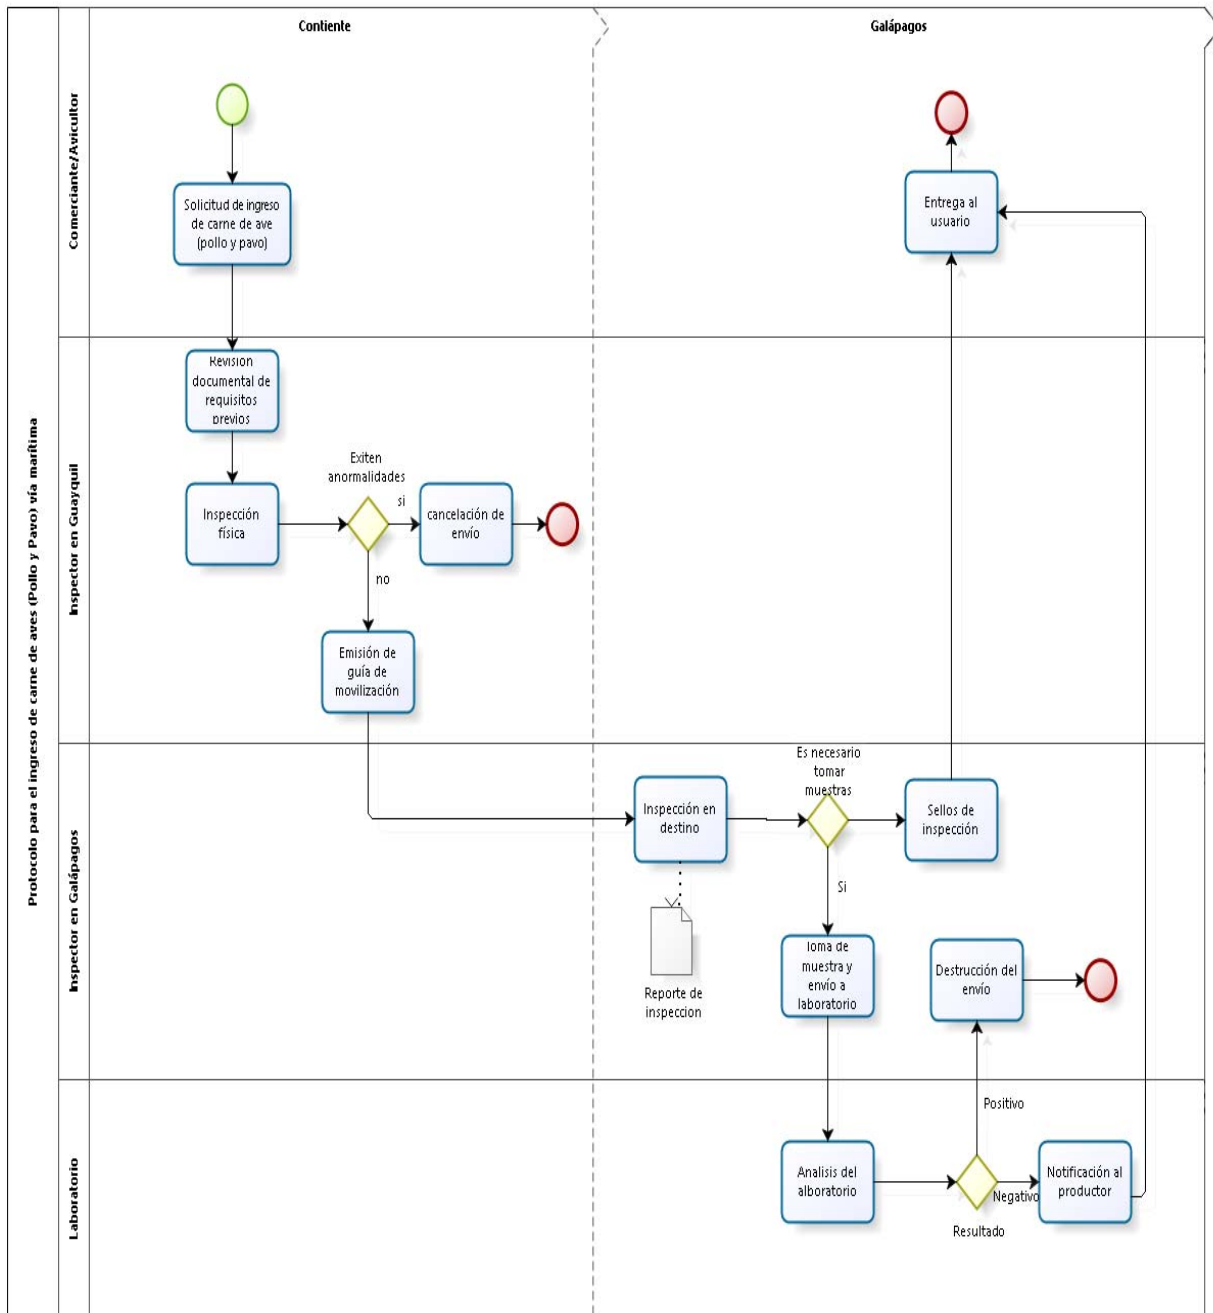 Contiente
Galápagos
Protocolo para el ingreso de carne de aves (Pollo y Pavo) vía marítima
Comerciante/Avicultor
Solicitud de ingreso
de carne de ave
(pollo y pavo)
Entrega al
usuario
Inspector en Guayquil
Revisión
documental de
requisitos
previos
Inspección
física
Exiten
anormalidades
si
cancelación de
envío
no
Emisión de
guía de
movilización
Inspector en Galápagos
Inspección en
destino
Reporte de
inspeccion
Es necesario
tomar
muestras
Sellos de
inspección
Si
Toma de
muestra y
envío a
laboratorio
Destrucción del
envío
Laboratorio
Analisis del
alboratorio
Positivo
Resultado
Negativo
Notificación al
productor